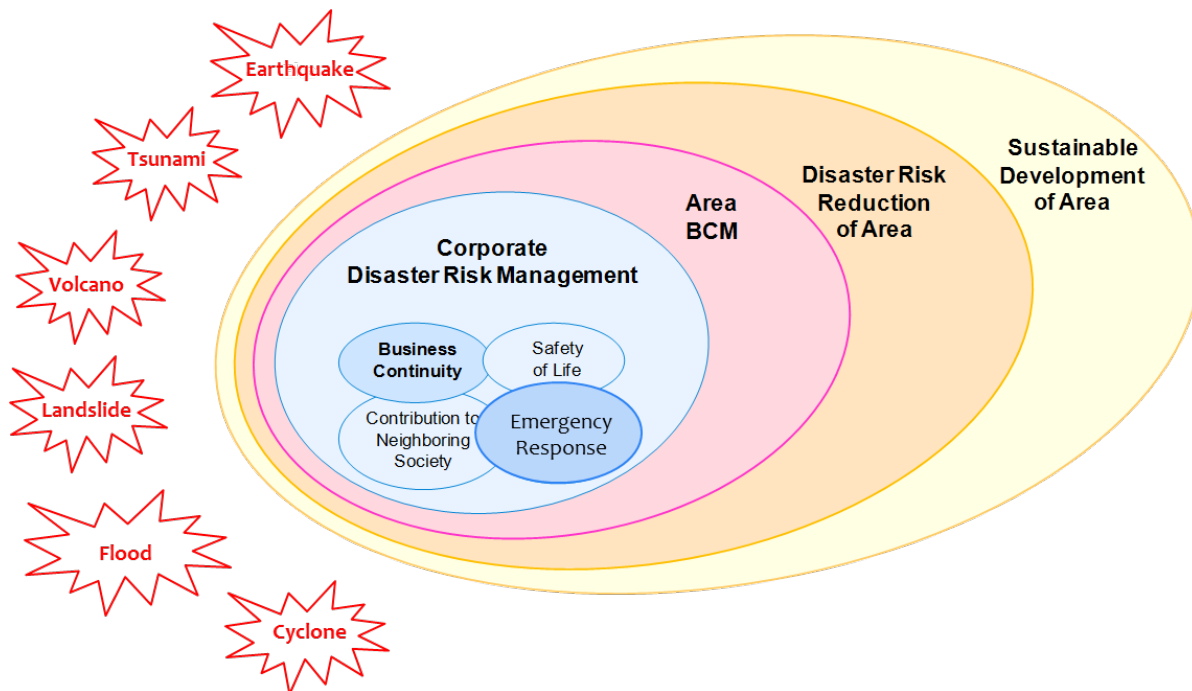 Earthquake
Tsunami
Volcano
Landslide
Flood
Cyclone
Sustainable
Development
of Area
Disaster Risk
Reduction
of Area
Area
BCM
Corporate
Disaster Risk Management
Business
Continuity
Safety
of Life
Contribution to
Neighboring
Society
Emergency
Response